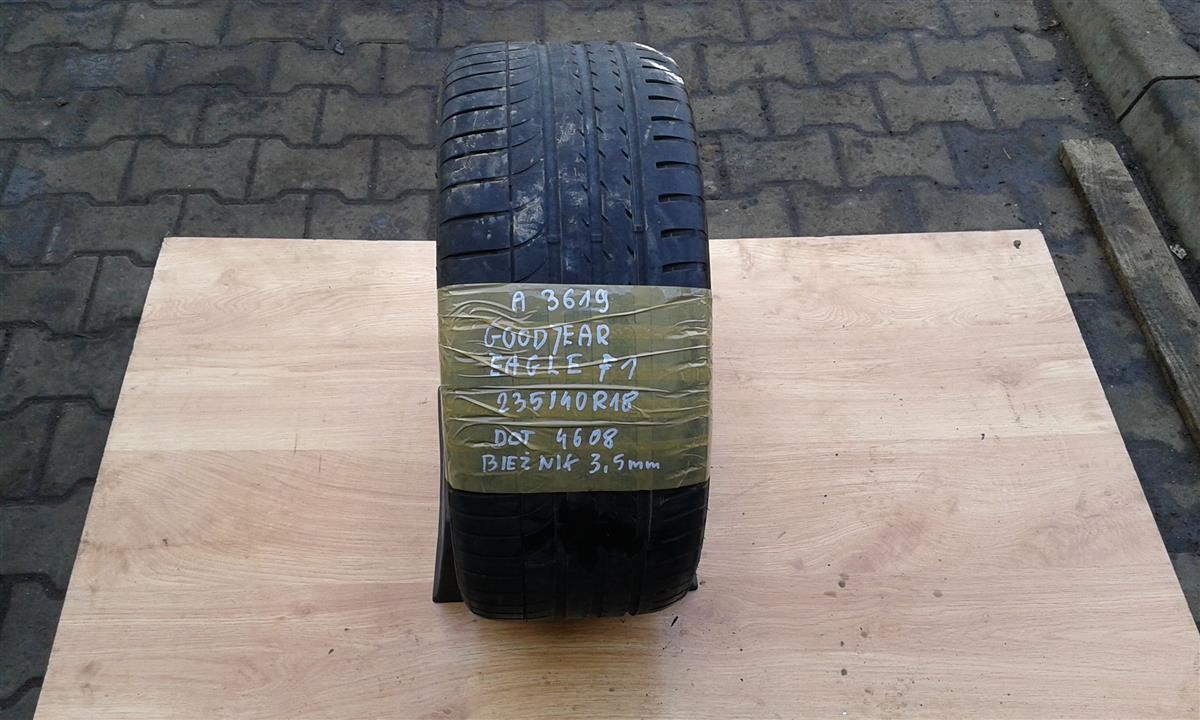 A 3619
GOODYEAR
EAGLE F1
235/40R18
DOT 4608
BIEŻNIK 3,5mm